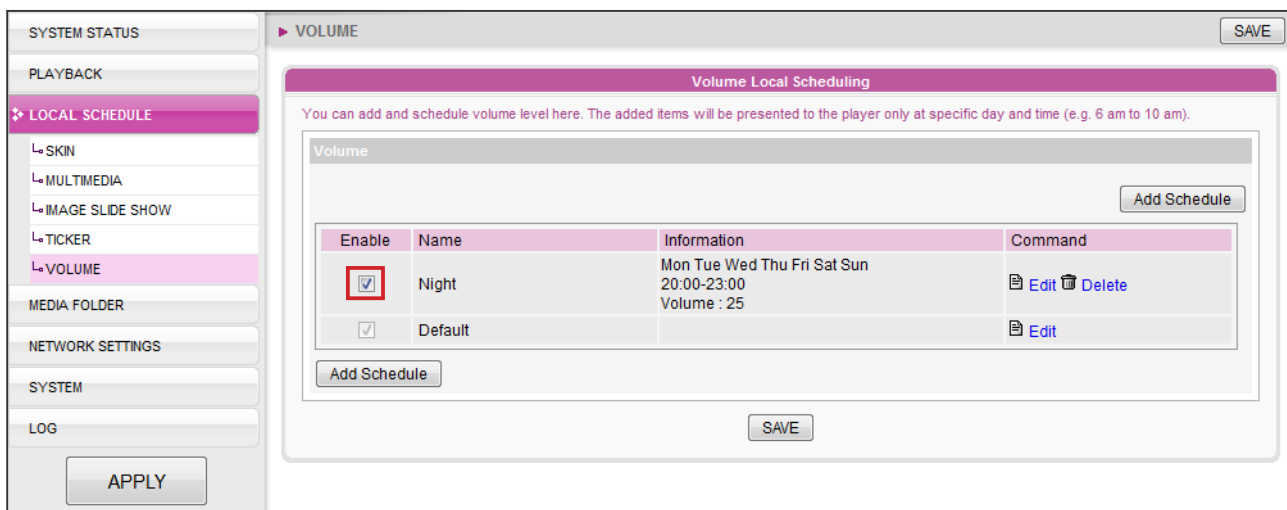 SYSTEM STATUS
PLAYBACK
LOCAL SCHEDULE
SKIN
MULTIMEDIA
IMAGE SLIDE SHOW
TICKER
VOLUME
MEDIA FOLDER
NETWORK SETTINGS
SYSTEM
LOG
APPLY
VOLUME
SAVE
Volume Local Scheduling
You can add and schedule volume level here. The added items will be presented to the player only at specific day and time (e.g. 6 am to 10 am).
Volume
Add Schedule
Enable Name Information Command
Night
Mon Tue Wed Thu Fri Sat Sun
20:00-23:00
Volume : 25
Edit Delete
Default Edit
Add Schedule
SAVE